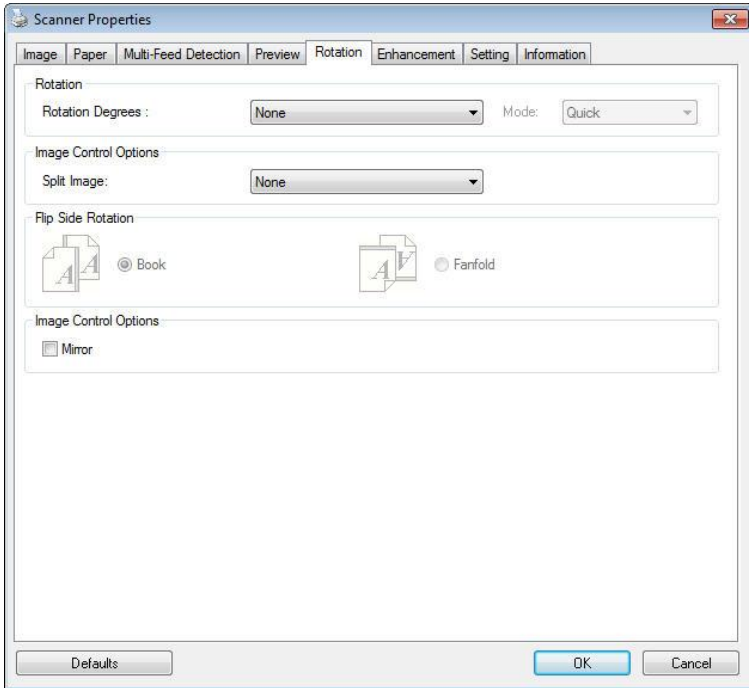 Scanner Properties
Image Paper Multi-Feed Detection Preview Rotation Enhancement Setting Information
Rotation
Rotation Degrees : None Mode: Quick
Image Control Options
Split Image: None
Flip Side Rotation
A A Book A A Fanfold
Image Control Options
Mirror
Defaults OK Cancel